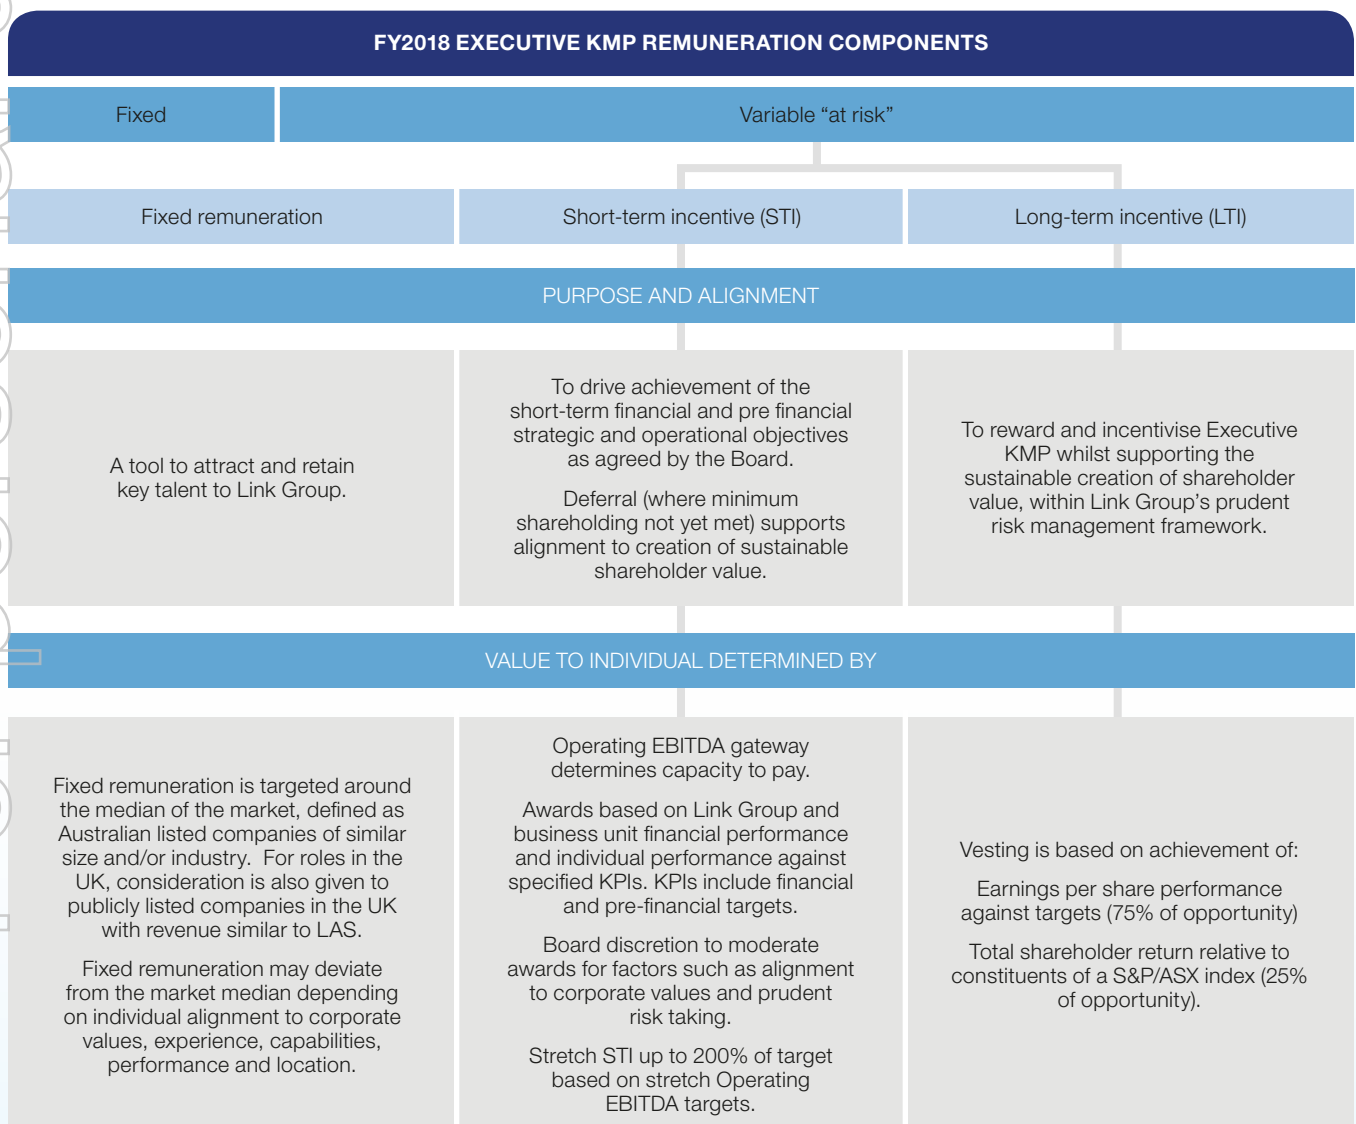 FY2018 EXECUTIVE KMP REMUNERATION COMPONENTS
Fixed
Variable “at risk”
Fixed remuneration
Short-term incentive (STI)
Long-term incentive (LTI)
PURPOSE AND ALIGNMENT
A tool to attract and retain
key talent to Link Group.
To drive achievement of the
short-term financial and pre financial
strategic and operational objectives
as agreed by the Board.
Deferral (where minimum
shareholding not yet met) supports
alignment to creation of sustainable
shareholder value.
To reward and incentivise Executive
KMP whilst supporting the
sustainable creation of shareholder
value, within Link Group’s prudent
risk management framework.
VALUE TO INDIVIDUAL DETERMINED BY
Fixed remuneration is targeted around
the median of the market, defined as
Australian listed companies of similar
size and/or industry.  For roles in the
UK, consideration is also given to
publicly listed companies in the UK
with revenue similar to LAS.
Fixed remuneration may deviate
from the market median depending
on individual alignment to corporate
values, experience, capabilities,
performance and location.
Operating EBITDA gateway
determines capacity to pay.
Awards based on Link Group and
business unit financial performance
and individual performance against
specified KPIs. KPIs include financial
and pre-financial targets.
Board discretion to moderate
awards for factors such as alignment
to corporate values and prudent
risk taking.
Stretch STI up to 200% of target
based on stretch Operating
EBITDA targets.
Vesting is based on achievement of:
Earnings per share performance
against targets (75% of opportunity)
Total shareholder return relative to
constituents of a S&P/ASX index (25%
of opportunity).